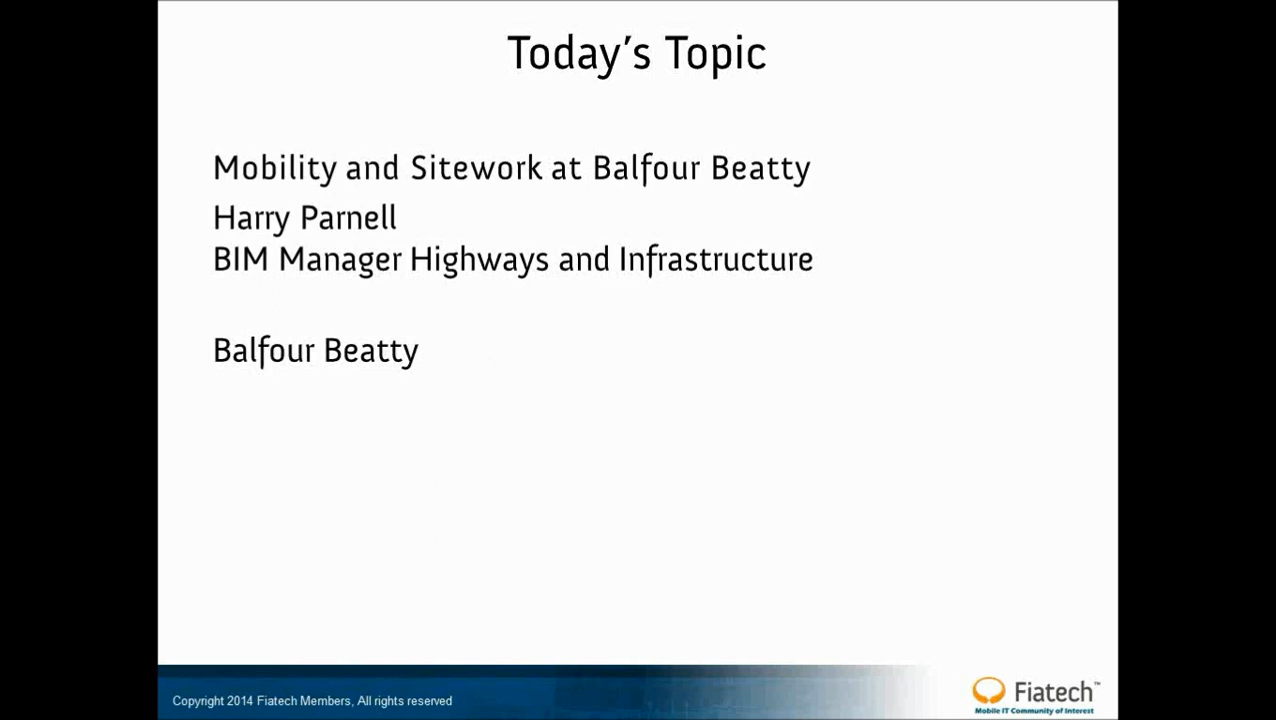 Today's Topic
Mobility and Sitework at Balfour Beatty
Harry Parnell
BIM Manager Highways and Infrastructure
Balfour Beatty
Copyright 2014 Fiatech Members, All rights reserved
Fiatech™
Mobile IT Community of Interest